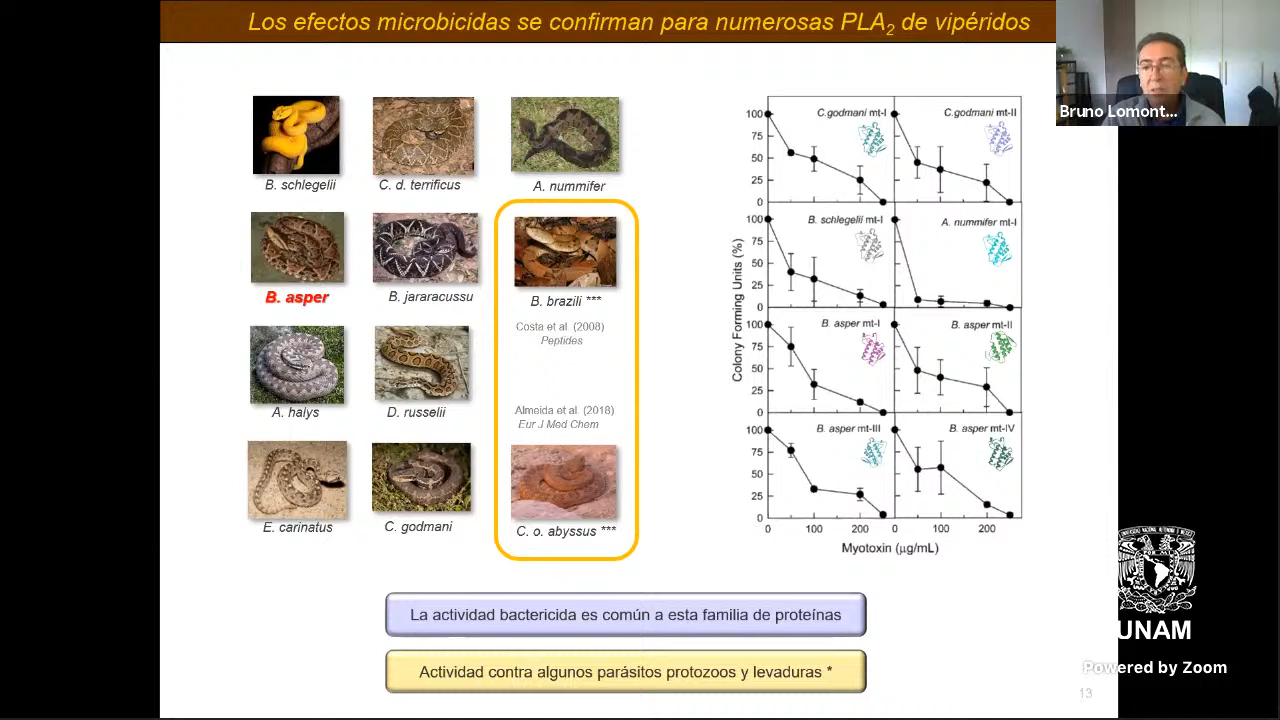 Los efectos microbicidas se confirman para numerosas PLA2 de vipéridos
Bruno Lomont...
B. schlegelii
C. d. terrificus
A. nummifer
B. asper
B. jararacussu
B. brazili ***
Costa et al. (2008)
Peptides
A. halys
D. russelii
Almeida et al. (2018)
Eur J Med Chem
E. carinatus
C. godmani
C. o. abyssus ***
Colony Forming Units (%)
100
75
50
25
0
C.godmani mt-I
C.godmani mt-II
100
75
50
25
0
B. schlegelii mt-I
A. nummifer mt-I
100
75
50
25
0
B. asper mt-I
B. asper mt-II
100
75
50
25
0
B. asper mt-III
B. asper mt-IV
0 100 200 0 100 200
Myotoxin (µg/mL)
La actividad bactericida es común a esta familia de proteínas
Actividad contra algunos parásitos protozoos y levaduras *
UNAM
Powered by Zoom
13